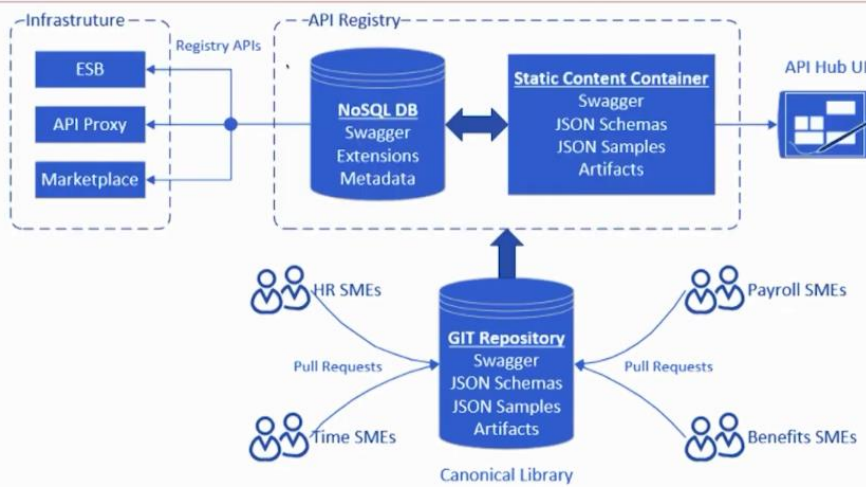 Infrastruture
API Registry
Registry APIs
ESB
API Proxy
Marketplace
NoSQL DB
Swagger
Extensions
Metadata
Static Content Container
Swagger
JSON Schemas
JSON Samples
Artifacts
API Hub UI
HR SMEs
Payroll SMEs
GIT Repository
Swagger
JSON Schemas
JSON Samples
Artifacts
Pull Requests
Pull Requests
Time SMEs
Benefits SMEs
Canonical Library